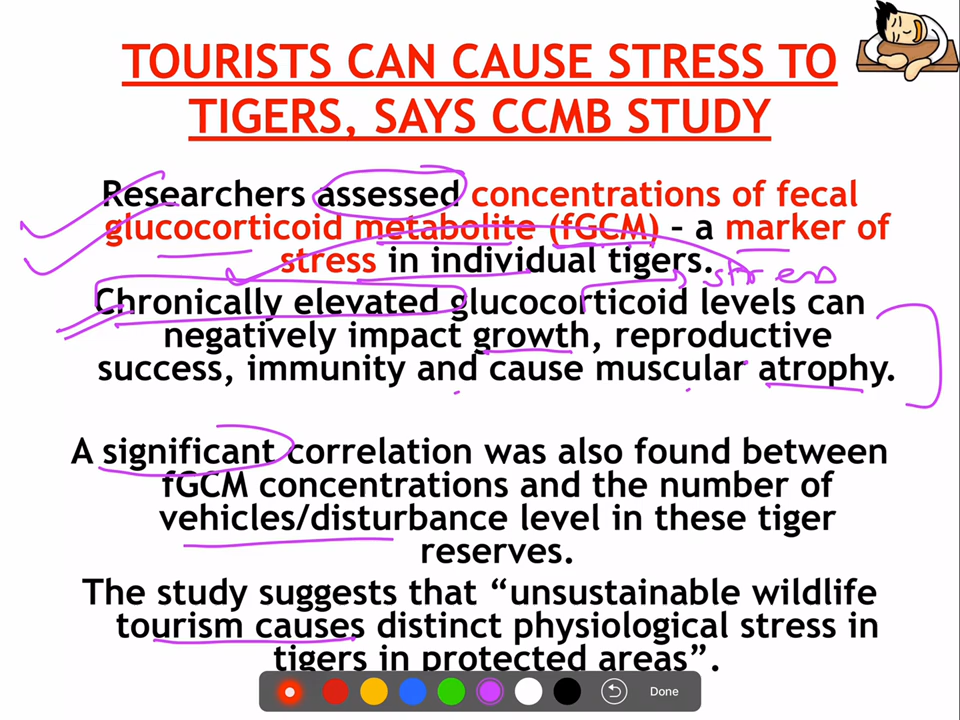 TOURISTS CAN CAUSE STRESS TO
TIGERS, SAYS CCMB STUDY
Researchers assessed concentrations of fecal
glucocorticoid metabolite (fGCM) – a marker of
stress in individual tigers.
stress
Chronically elevated glucocorticoid levels can
negatively impact growth, reproductive
success, immunity and cause muscular atrophy.
A significant correlation was also found between
fGCM concentrations and the number of
vehicles/disturbance level in these tiger
reserves.
The study suggests that “unsustainable wildlife
tourism causes distinct physiological stress in
tigers in protected areas”.
Done